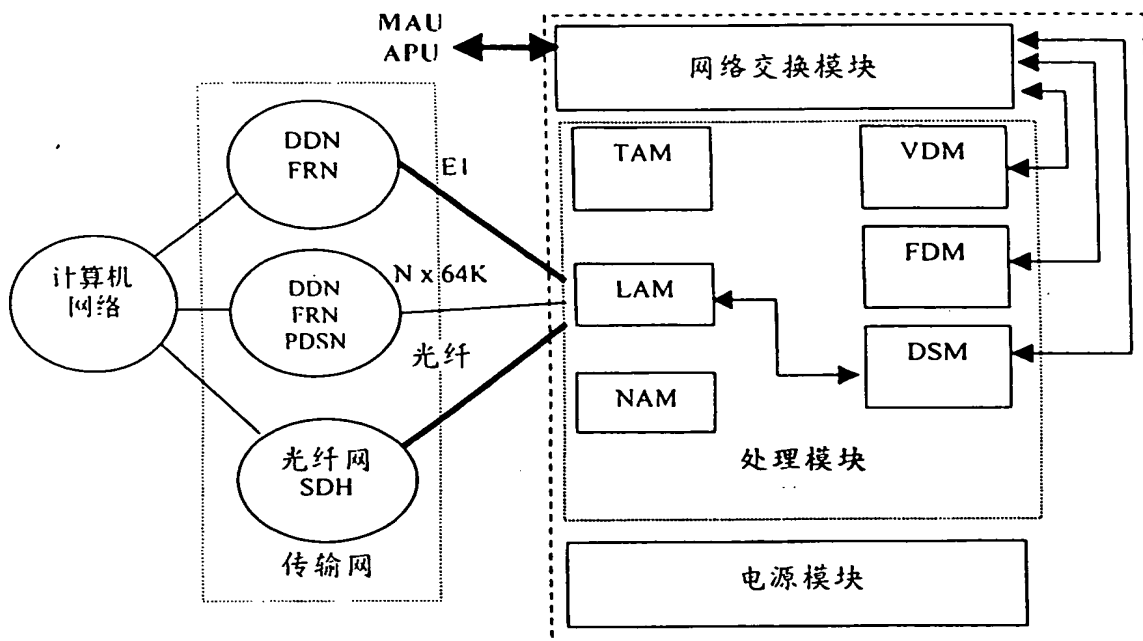 MAU
APU
网络交换模块
DDN
FRN
E1
TAM
VDM
计算机
网络
DDN
FRN
PDSN
N x 64K
LAM
FDM
光纤
DSM
NAM
光纤网
SDH
处理模块
传输网
电源模块